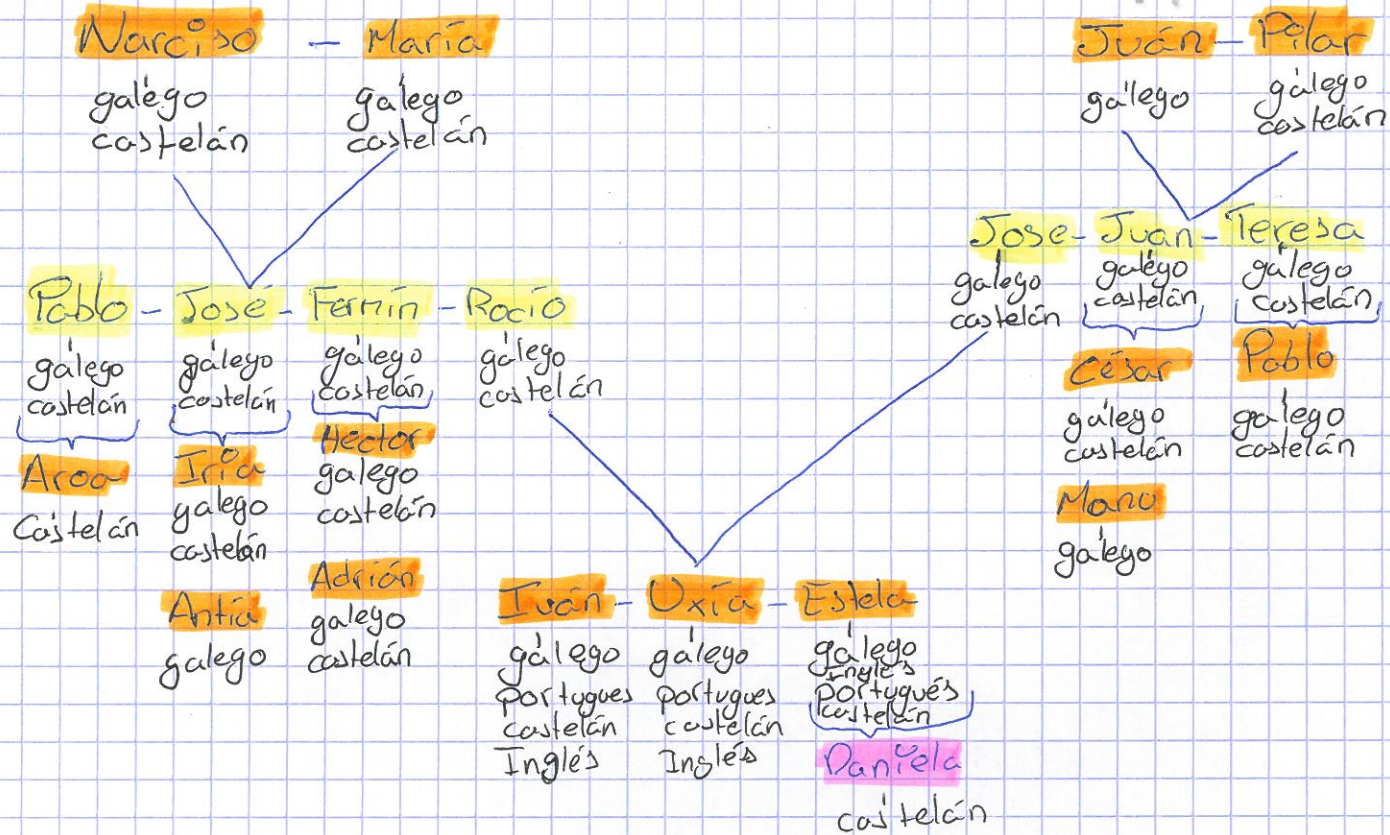 Narciso - María
galego
castelán
galego
castelán
Juán - Pilar
galego
galego
castelán
Pablo - José - Fermín - Rocío
galego
castelán
galego
castelán
galego
castelán
galego
castelán
Aroa
Castelán
Iria
galego
castelán
Antía
galego
Hector
galego
castelán
Adrián
galego
castelán
Jose - Juan - Teresa
galego
castelán
galego
castelán
galego
castelán
César
galego
castelán
Mano
galego
Pablo
galego
castelán
Iván - Uxía - Estela
galego
portugues
castelán
Inglés
galego
portugues
castelán
Inglés
galego
Inglés
portugués
castelán
Daniela
castelán